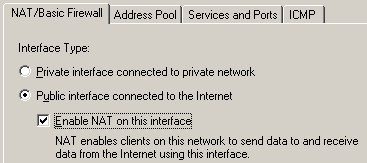 NAT/Basic Firewall
Address Pool
Services and Ports
ICMP
Interface Type:
Private interface connected to private network
Public interface connected to the Internet
Enable NAT on this interface
NAT enables clients on this network to send data to and receive
data from the Internet using this interface.